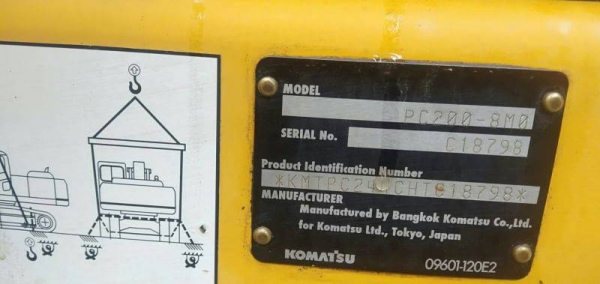 MODEL
PC200-8M0
SERIAL No.
C18798
Product Identification Number
MANUFACTURER
Manufactured by Bangkok Komatsu Co.,Ltd.
for Komatsu Ltd., Tokyo, Japan
KOMATSU
09601-120E2